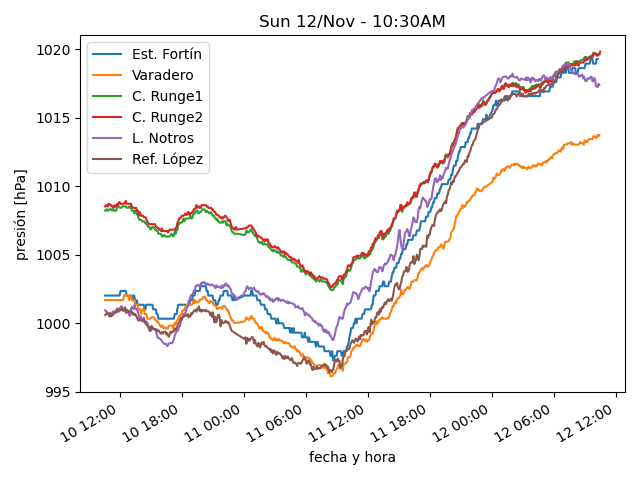 Sun 12/Nov - 10:30AM
Est. Fortín
Varadero
C. Runge1
C. Runge2
L. Notros
Ref. López
presión [hPa]
1020
1015
1010
1005
1000
995
10 12:00
10 18:00
11 00:00
11 06:00
11 12:00
11 18:00
12 00:00
12 06:00
12 12:00
fecha y hora